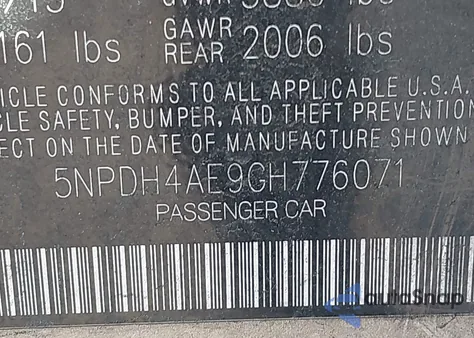 161 lbs
GAWR
REAR 2006 lbs
ICLE CONFORMS TO ALL APPLICABLE U.S.A.
CLE SAFETY, BUMPER, AND THEFT PREVENTION
ECT ON THE DATE OF MANUFACTURE SHOWN
5NPDH4AE9GH776071
PASSENGER CAR
autoSnap